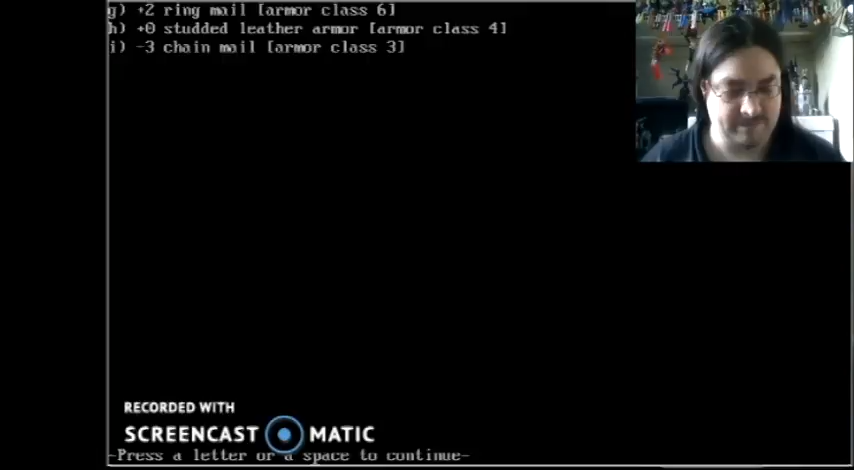 g) +2 ring mail [armor class 6]
h) +0 studded leather armor [armor class 4]
i) -3 chain mail [armor class 3]
RECORDED WITH
SCREENCAST MATIC
-Press a letter or a space to continue-